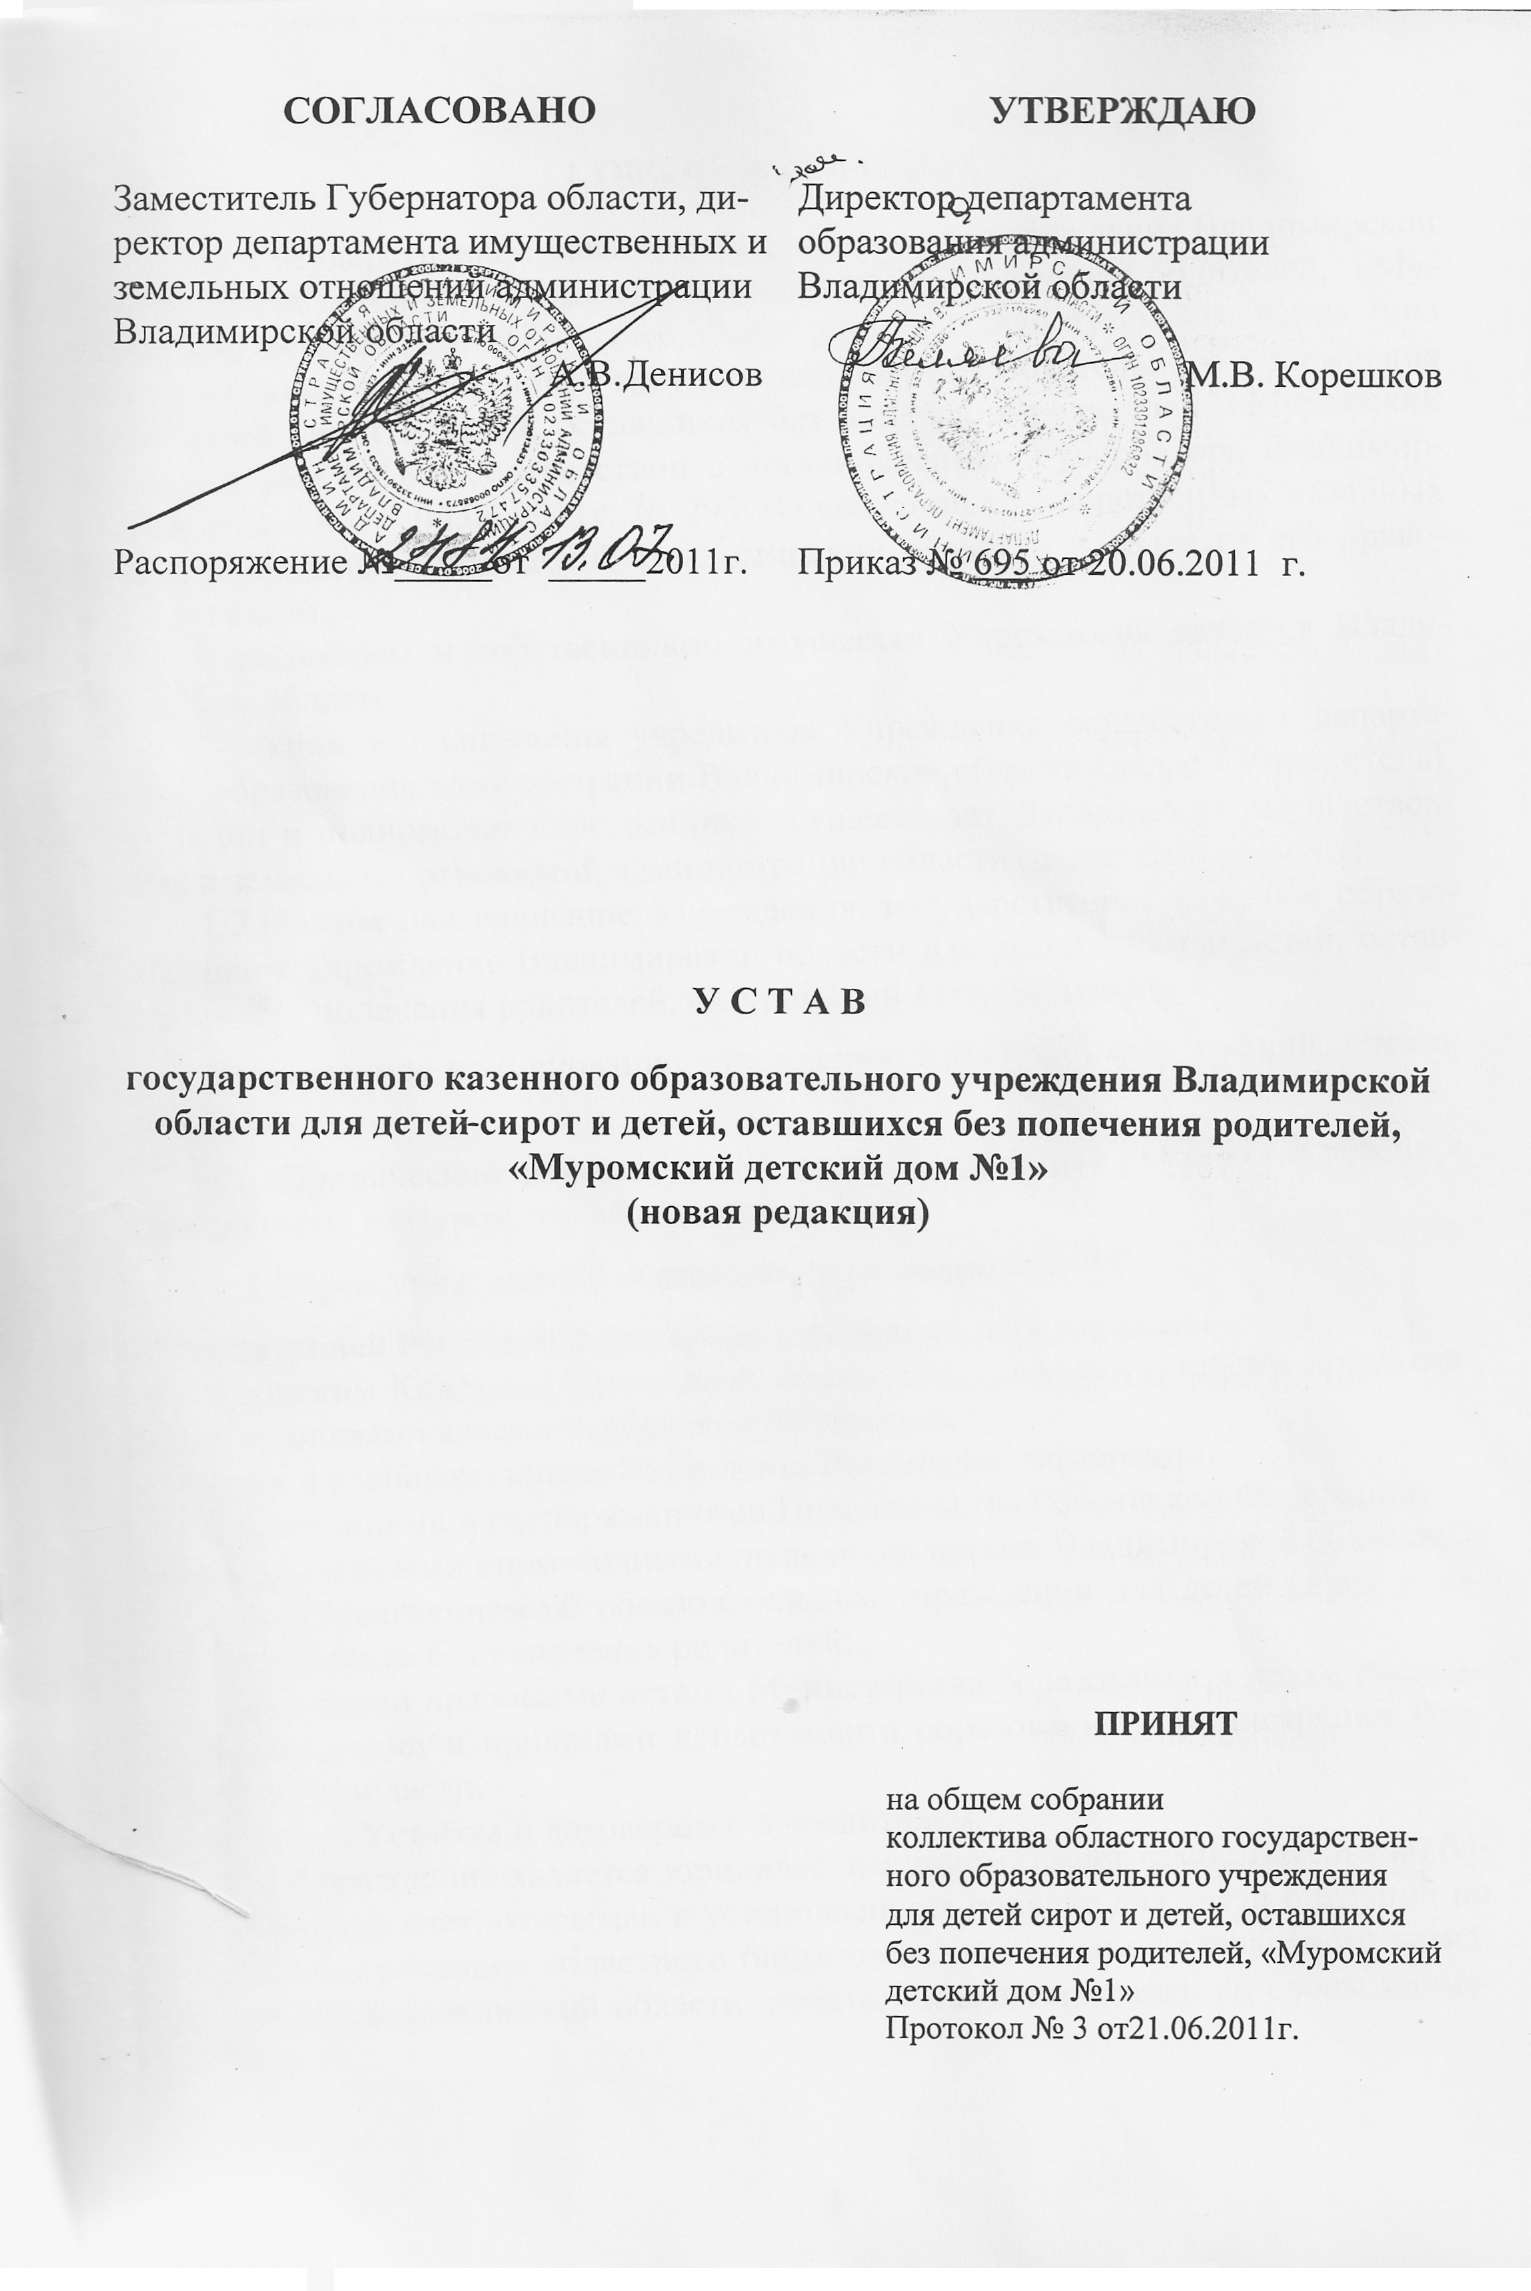 СОГЛАСОВАНО
Заместитель Губернатора области, ди-
ректор департамента имущественных и
земельных отношений администрации
Владимирской области
А.В.Денисов
Распоряжение № от 13.07 2011г.
УТВЕРЖДАЮ
Директор департамента
образования администрации
Владимирской области
М.В. Корешков
Приказ № 695 от 20.06.2011 г.
У С Т А В
государственного казенного образовательного учреждения Владимирской
области для детей-сирот и детей, оставшихся без попечения родителей,
«Муромский детский дом №1»
(новая редакция)
ПРИНЯТ
на общем собрании
коллектива областного государствен-
ного образовательного учреждения
для детей сирот и детей, оставшихся
без попечения родителей, «Муромский
детский дом №1»
Протокол № 3 от21.06.2011г.